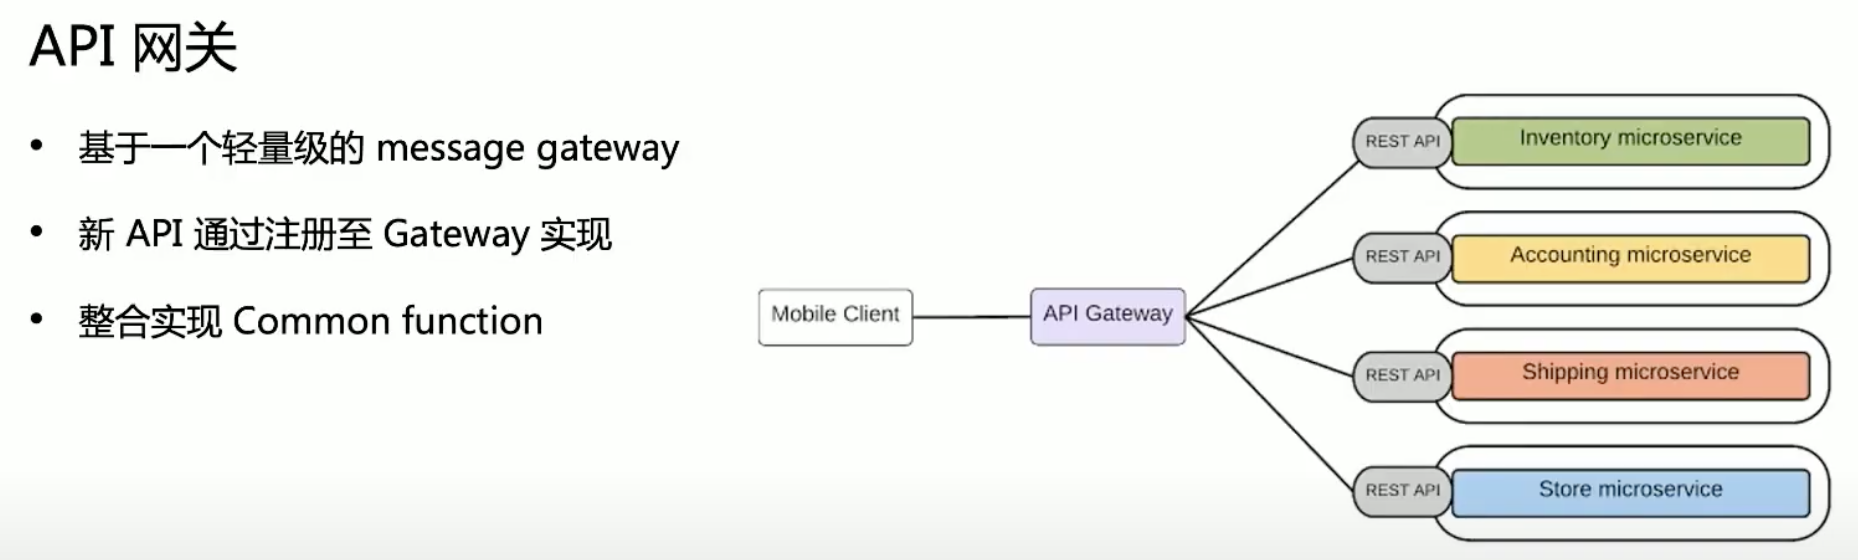 API 网关
• 基于一个轻量级的 message gateway
• 新 API 通过注册至 Gateway 实现
• 整合实现 Common function
Mobile Client
API Gateway
REST API
Inventory microservice
REST API
Accounting microservice
REST API
Shipping microservice
REST API
Store microservice